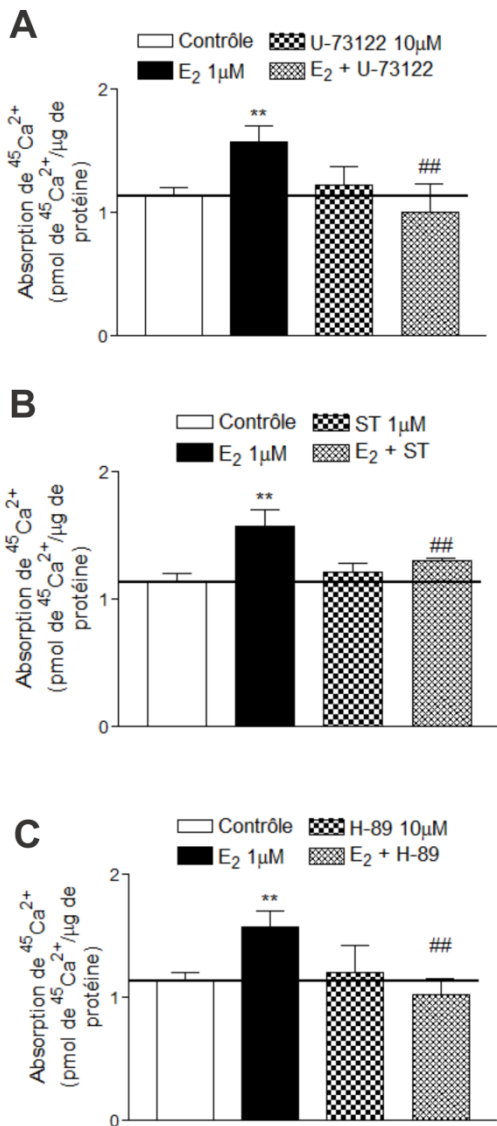 A
Contrôle
U-73122 10µM
E₂ 1µM
E₂ + U-73122
Absorption de ⁴⁵Ca²⁺
(pmol de ⁴⁵Ca²⁺/µg de
protéine)
2
1
0
**
##
B
Contrôle
ST 1µM
E₂ 1µM
E₂ + ST
Absorption de ⁴⁵Ca²⁺
(pmol de ⁴⁵Ca²⁺/µg de
protéine)
2
1
0
**
##
C
Contrôle
H-89 10µM
E₂ 1µM
E₂ + H-89
Absorption de ⁴⁵Ca²⁺
(pmol de ⁴⁵Ca²⁺/µg de
protéine)
2
1
0
**
##